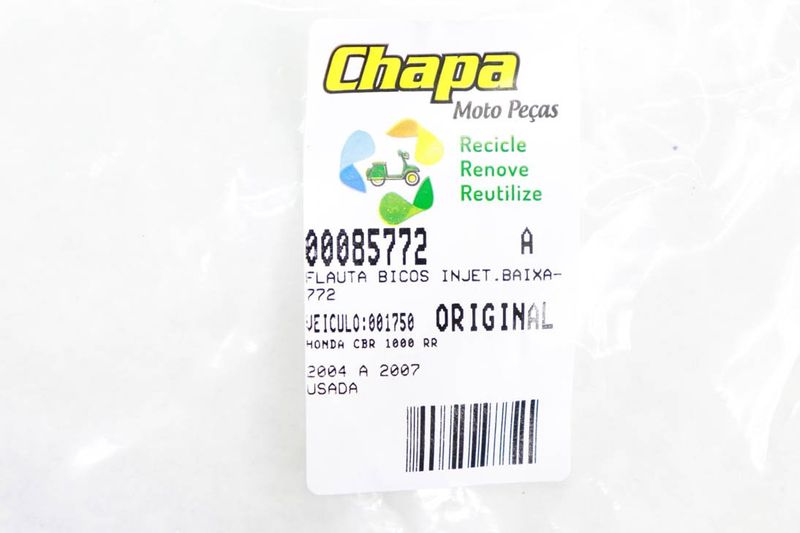 Chapa
Moto Peças
Recicle
Renove
Reutilize
00085772 A
FLAUTA BICOS INJET.BAIXA-
772
VEICULO:001750 ORIGINAL
HONDA CBR 1000 RR
2004 A 2007
USADA